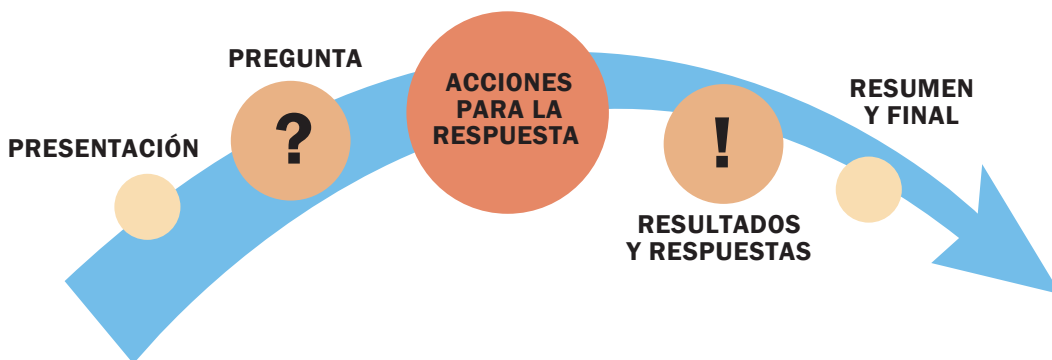 PRESENTACIÓN
PREGUNTA
?
ACCIONES
PARA LA
RESPUESTA
!
RESULTADOS
Y RESPUESTAS
RESUMEN
Y FINAL